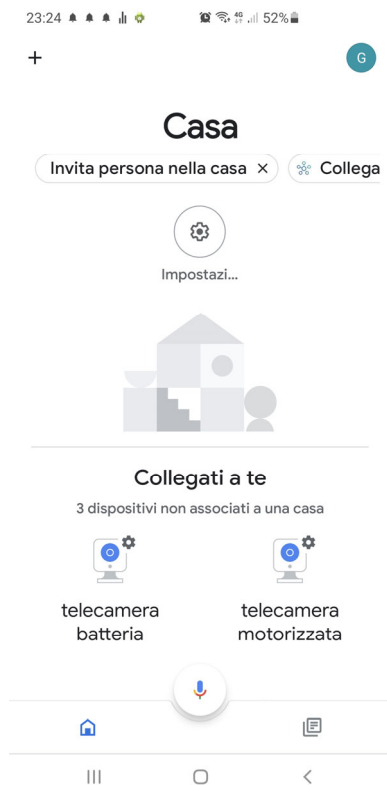 23:24 4G 52%
G
Casa
Invita persona nella casa
Collega
Impostazi...
Collegati a te
3 dispositivi non associati a una casa
telecamera
batteria
telecamera
motorizzata